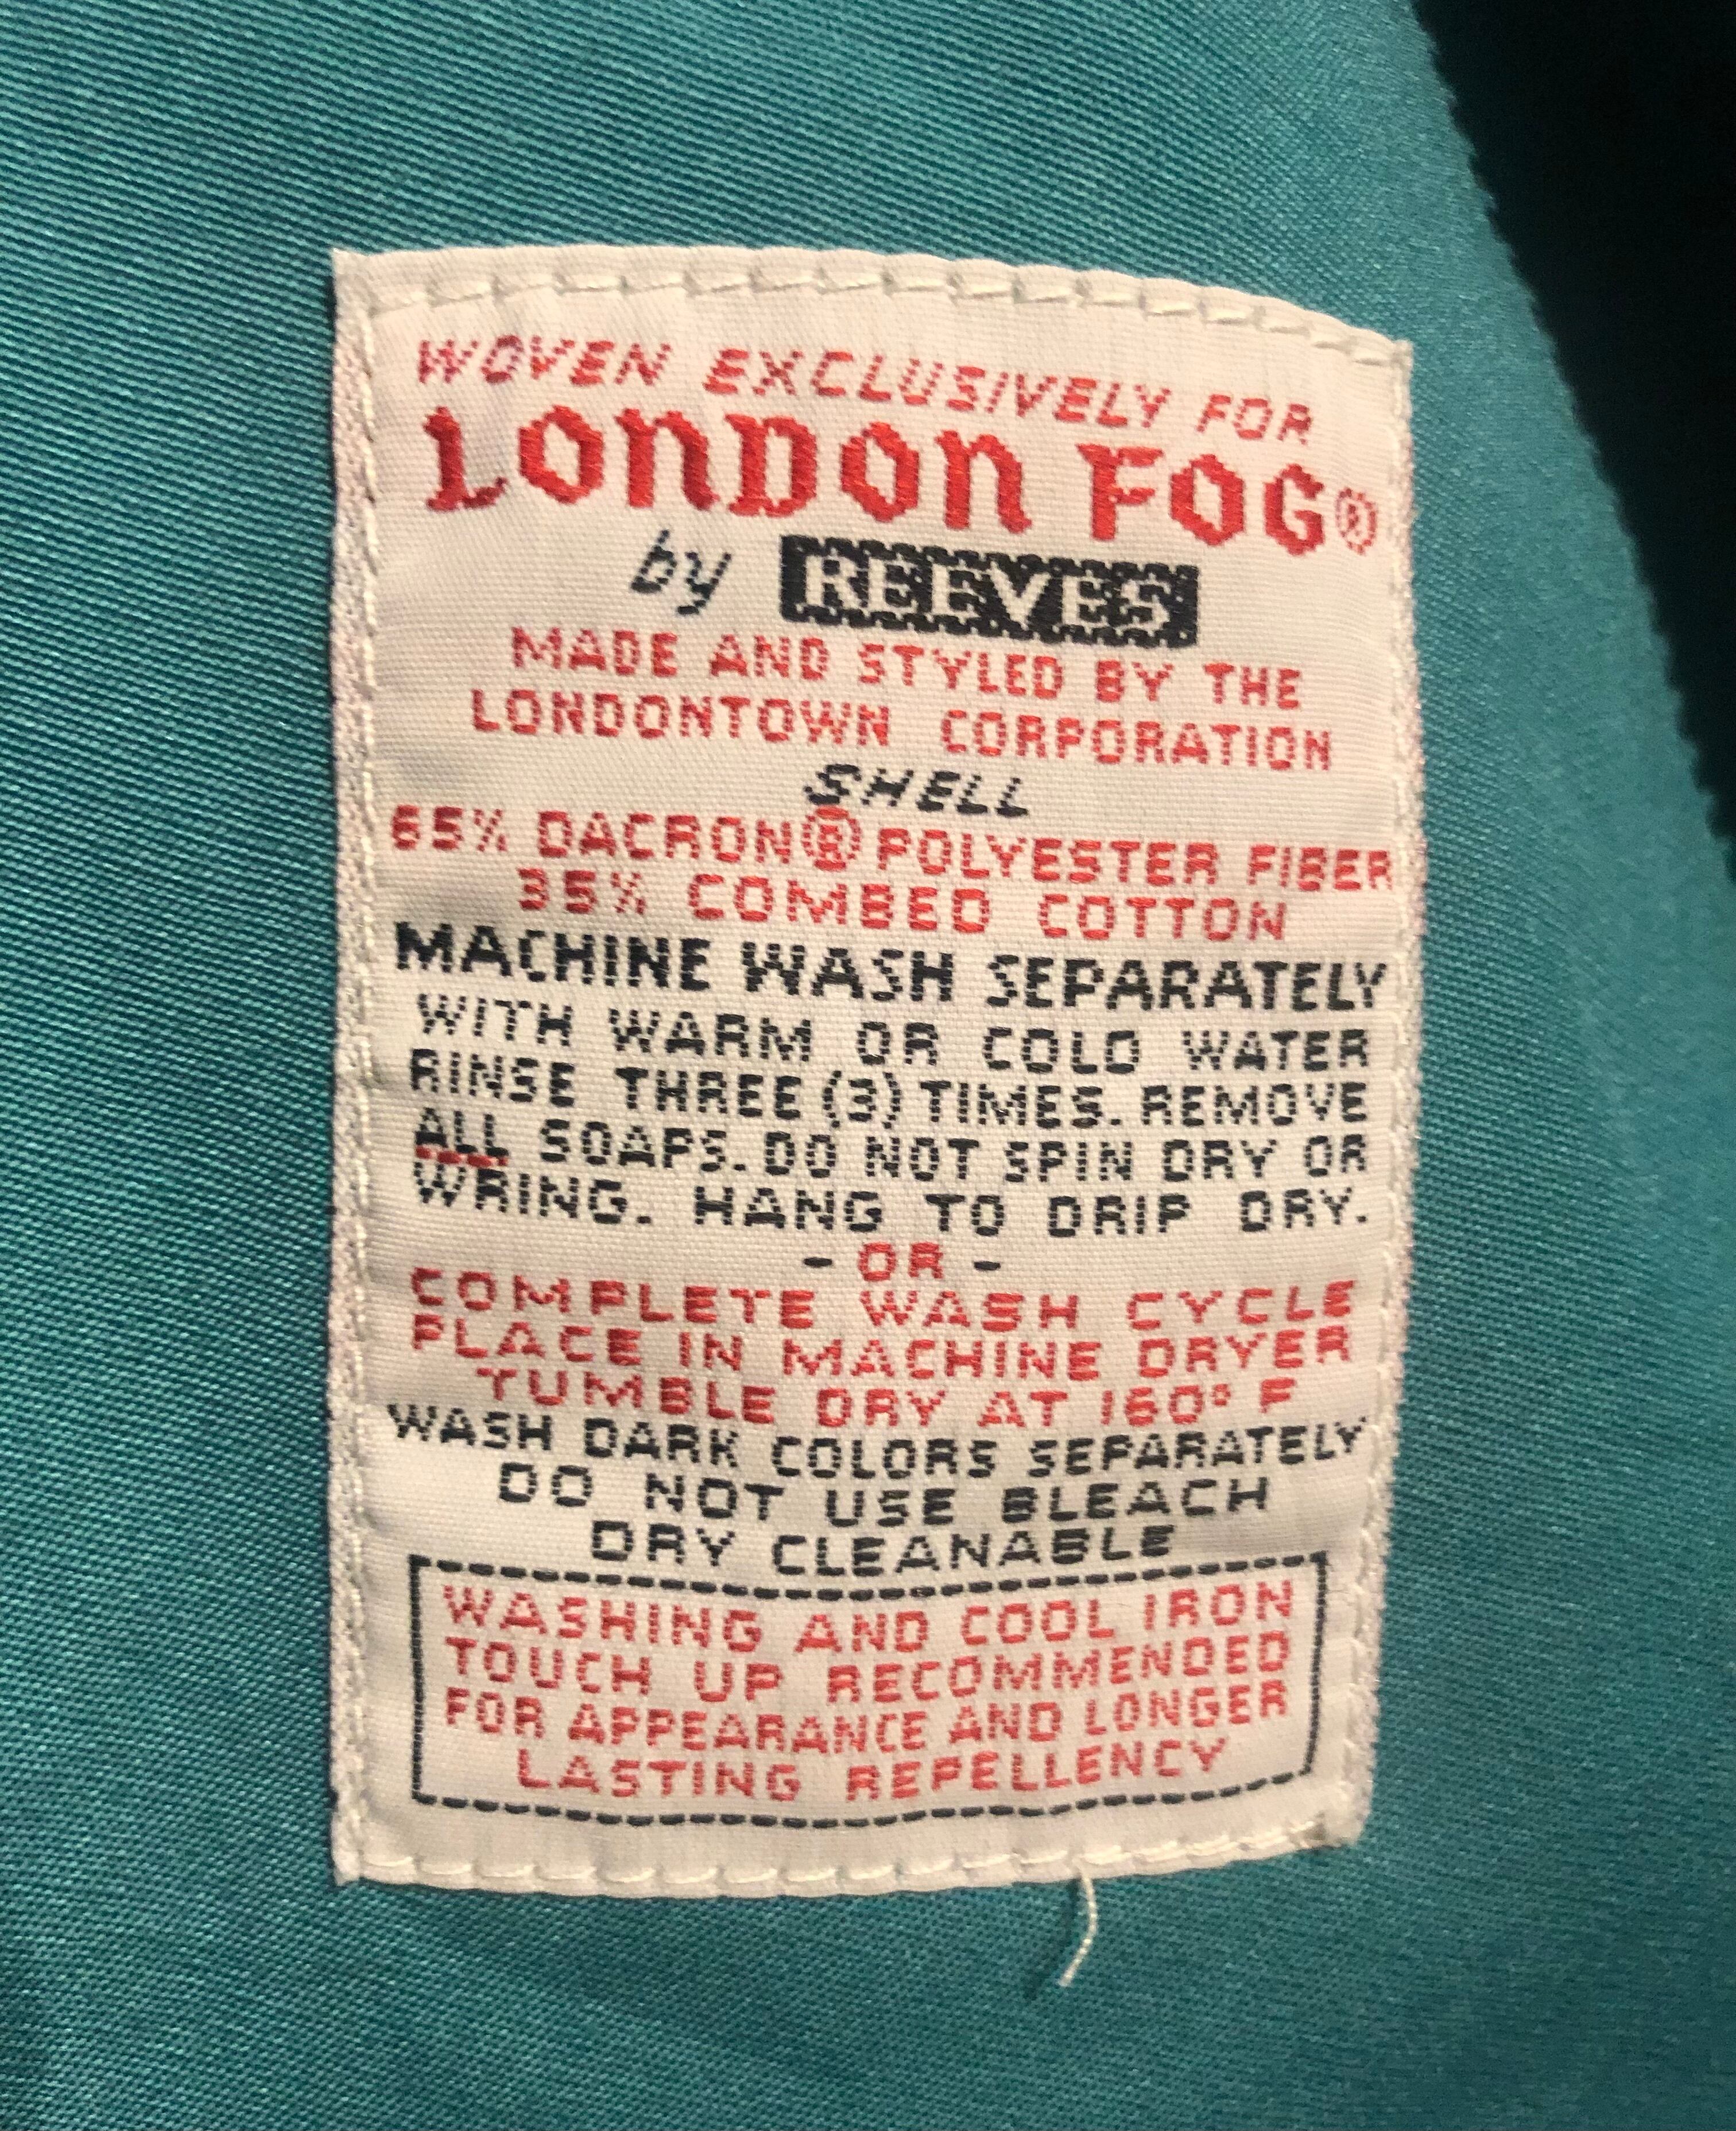 WOVEN EXCLUSIVELY FOR
LONDON FOG®
by REEVES
MADE AND STYLED BY THE
LONDONTOWN CORPORATION
SHELL
65% DACRON® POLYESTER FIBER
35% COMBED COTTON
MACHINE WASH SEPARATELY
WITH WARM OR COLD WATER
RINSE THREE (3) TIMES. REMOVE
ALL SOAPS. DO NOT SPIN DRY OR
WRING. HANG TO DRIP DRY.
- OR -
COMPLETE WASH CYCLE
PLACE IN MACHINE DRYER
TUMBLE DRY AT 160° F
WASH DARK COLORS SEPARATELY
DO NOT USE BLEACH
DRY CLEANABLE
WASHING AND COOL IRON
TOUCH UP RECOMMENDED
FOR APPEARANCE AND LONGER
LASTING REPELLENCY